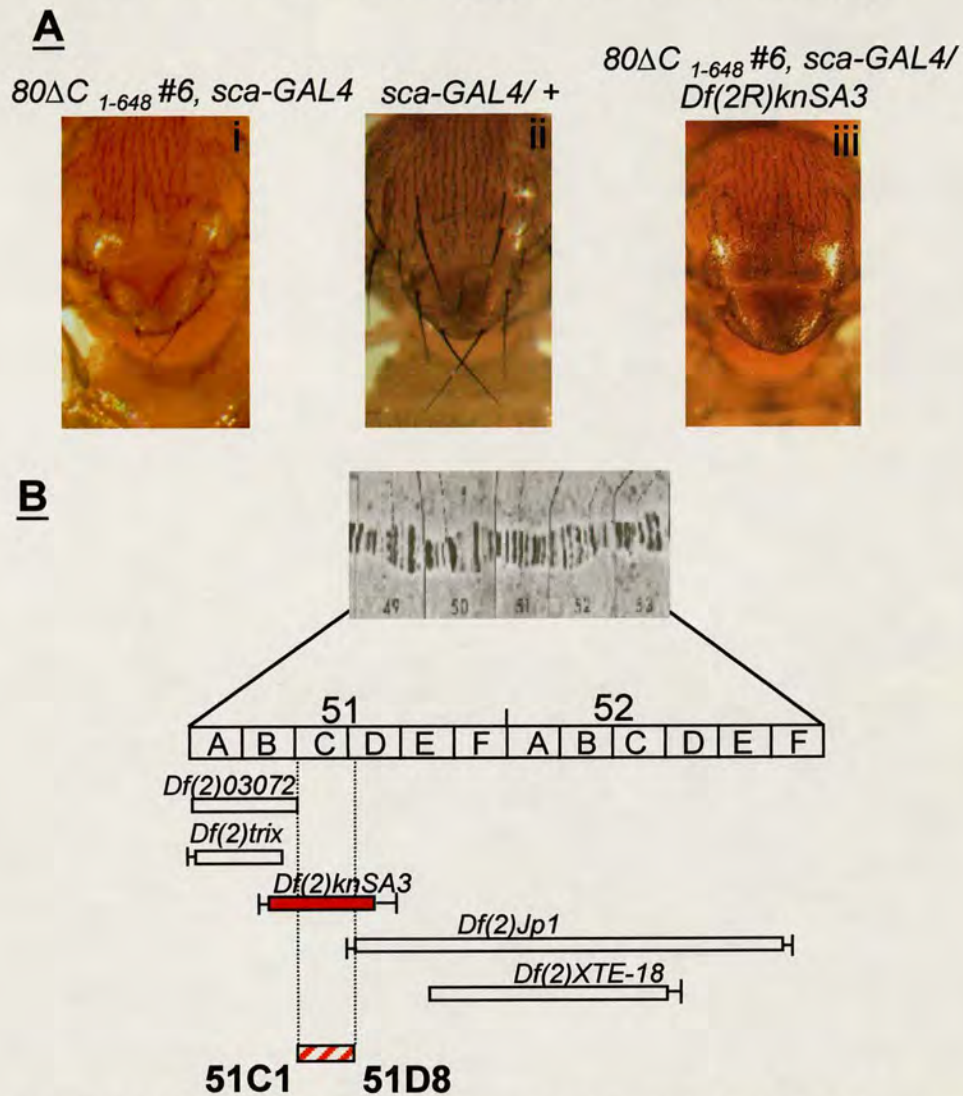 A
80ΔC 1-648 #6, sca-GAL4
sca-GAL4/ +
80ΔC 1-648 #6, sca-GAL4/
Df(2R)knSA3
i
ii
iii
B
49 50 51 52 53
51 52
A B C D E F A B C D E F
Df(2)03072
Df(2)trix
Df(2)knSA3
Df(2)Jp1
Df(2)XTE-18
51C1 51D8